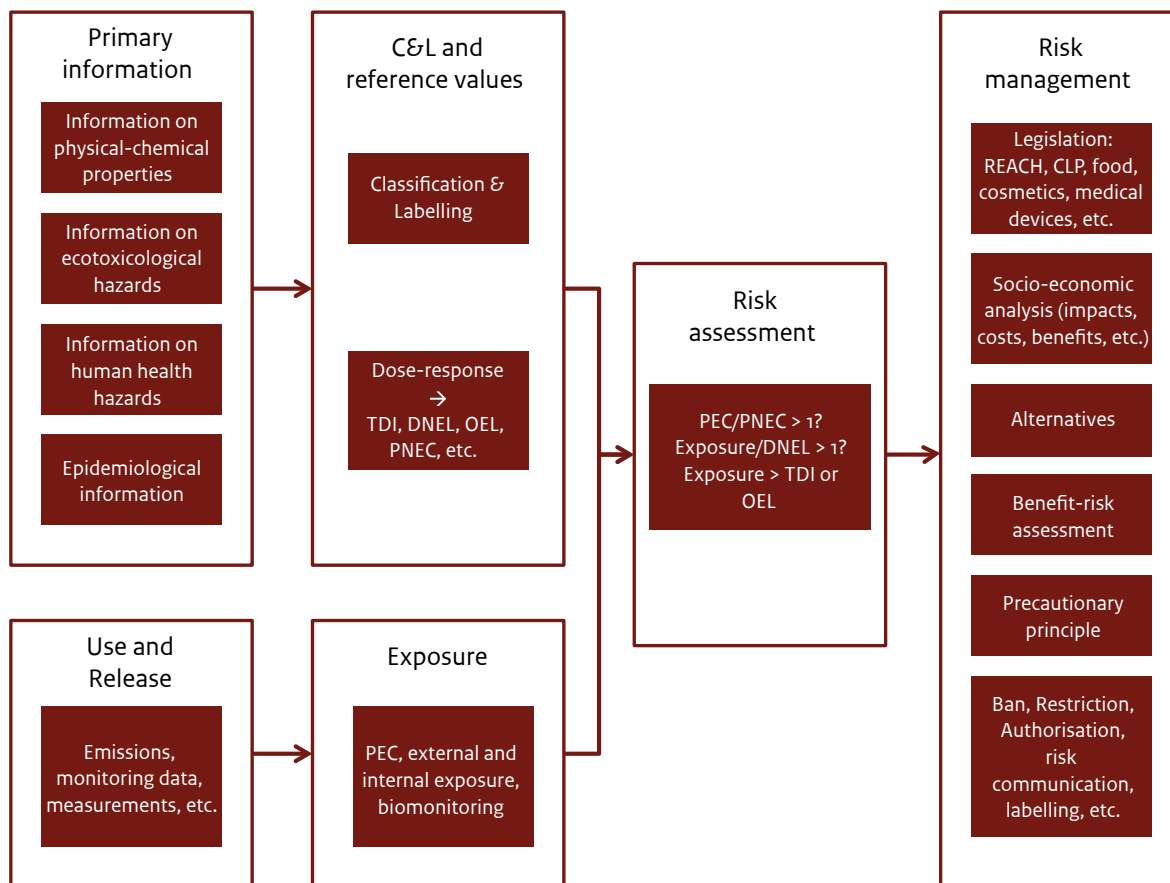 Primary
information
Information on
physical-chemical
properties
Information on
ecotoxicological
hazards
Information on
human health
hazards
Epidemiological
information
C&L and
reference values
Classification &
Labelling
Dose-response
→
TDI, DNEL, OEL,
PNEC, etc.
Use and
Release
Emissions,
monitoring data,
measurements, etc.
Exposure
PEC, external and
internal exposure,
biomonitoring
Risk
assessment
PEC/PNEC > 1?
Exposure/DNEL > 1?
Exposure > TDI or
OEL
Risk
management
Legislation:
REACH, CLP, food,
cosmetics, medical
devices, etc.
Socio-economic
analysis (impacts,
costs, benefits, etc.)
Alternatives
Benefit-risk
assessment
Precautionary
principle
Ban, Restriction,
Authorisation,
risk
communication,
labelling, etc.